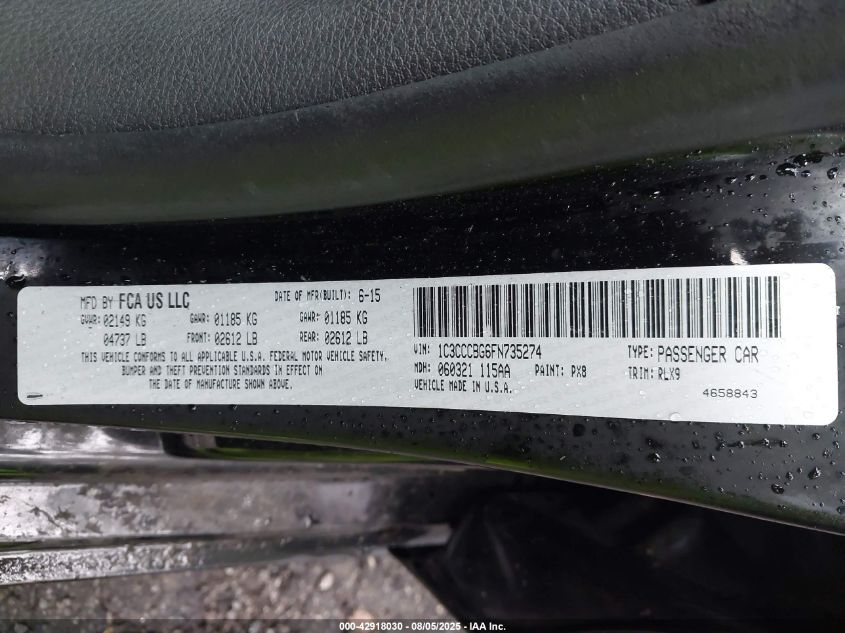 MFD BY FCA US LLC DATE OF MFR(BUILT): 6-15
GVWR: 02149 KG GAWR: 01185 KG GAWR: 01185 KG
04737 LB FRONT: 02612 LB REAR: 02612 LB
THIS VEHICLE CONFORMS TO ALL APPLICABLE U.S.A. FEDERAL MOTOR VEHICLE SAFETY,
BUMPER AND THEFT PREVENTION STANDARDS IN EFFECT ON
THE DATE OF MANUFACTURE SHOWN ABOVE.
VIN: 1C3CCCBG6FN735274 TYPE: PASSENGER CAR
MDH: 060321 115AA PAINT: PX8 TRIM: RLX9
VEHICLE MADE IN U.S.A.
4658843
000-42918030 - 08/05/2025 - IAA Inc.